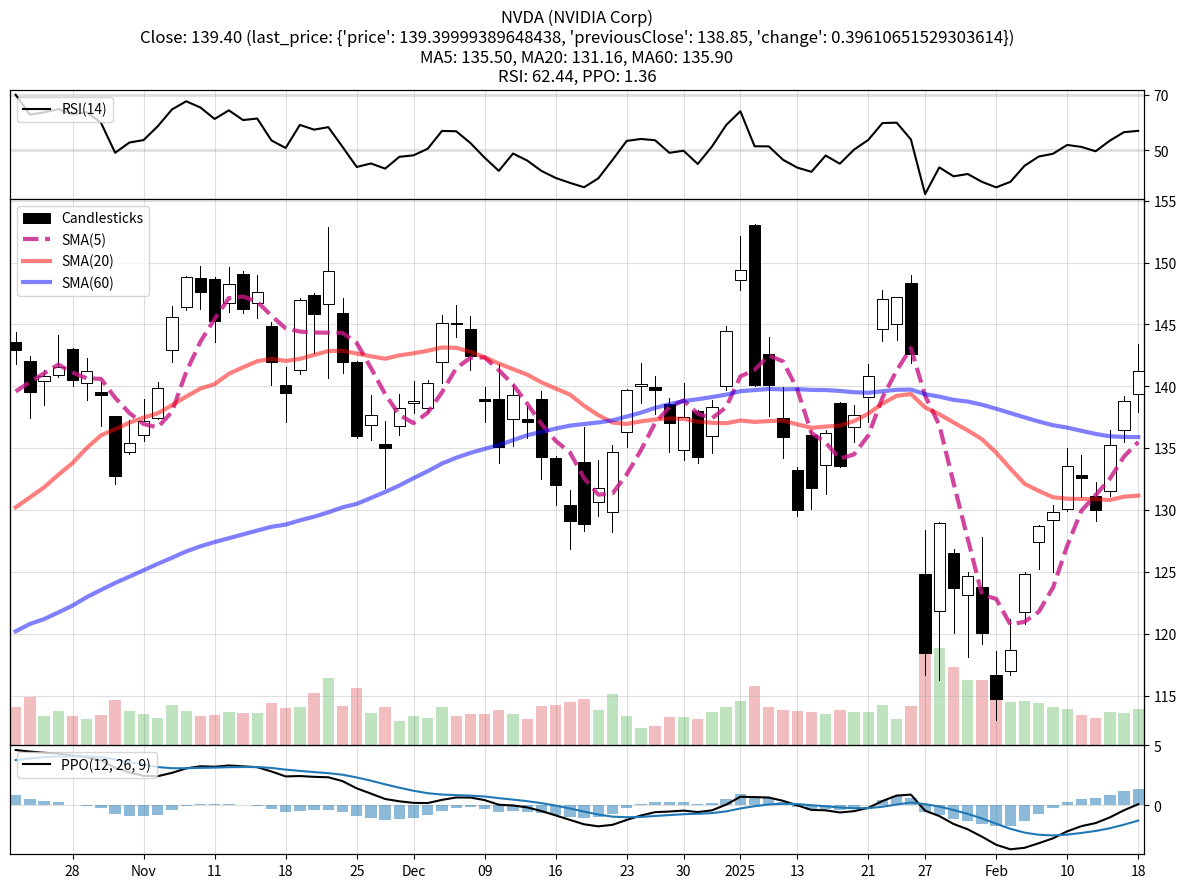 NVDA (NVIDIA Corp)
Close: 139.40 (last_price: {'price': 139.39999389648438, 'previousClose': 138.85, 'change': 0.39610651529303614})
MA5: 135.50, MA20: 131.16, MA60: 135.90
RSI: 62.44, PPO: 1.36
RSI(14)
70
50
Candlesticks
SMA(5)
SMA(20)
SMA(60)
155
150
145
140
135
130
125
120
115
PPO(12, 26, 9)
5
0
28 Nov 11 18 25 Dec 09 16 23 30 2025 13 21 27 Feb 10 18